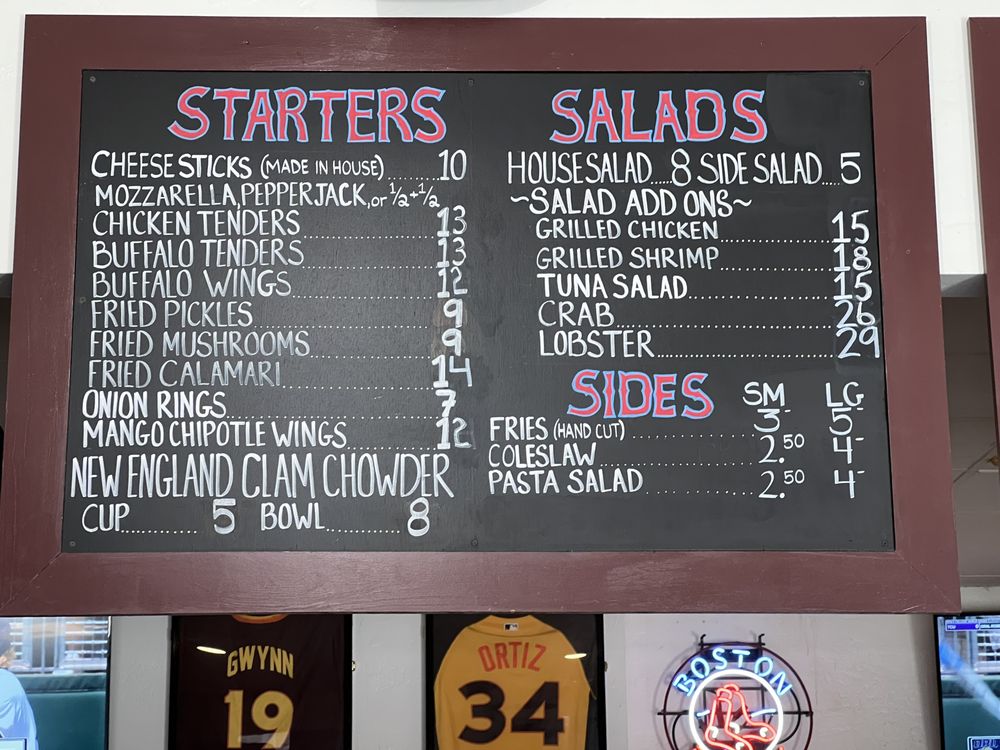 STARTERS
CHEESE STICKS (MADE IN HOUSE)........10
MOZZARELLA, PEPPERJACK, or ½+½
CHICKEN TENDERS........13
BUFFALO TENDERS........13
BUFFALO WINGS........12
FRIED PICKLES........9
FRIED MUSHROOMS........9
FRIED CALAMARI........14
ONION RINGS........7
MANGO CHIPOTLE WINGS........12
NEW ENGLAND CLAM CHOWDER
CUP........5 BOWL........8
SALADS
HOUSE SALAD.....8 SIDE SALAD....5
~SALAD ADD ONS~
GRILLED CHICKEN........15
GRILLED SHRIMP........18
TUNA SALAD........15
CRAB........26
LOBSTER........29
SIDES SM LG
FRIES (HAND CUT)........3- 5-
COLESLAW........2.50 4-
PASTA SALAD........2.50 4-
GWYNN
19
ORTIZ
34
BOSTON